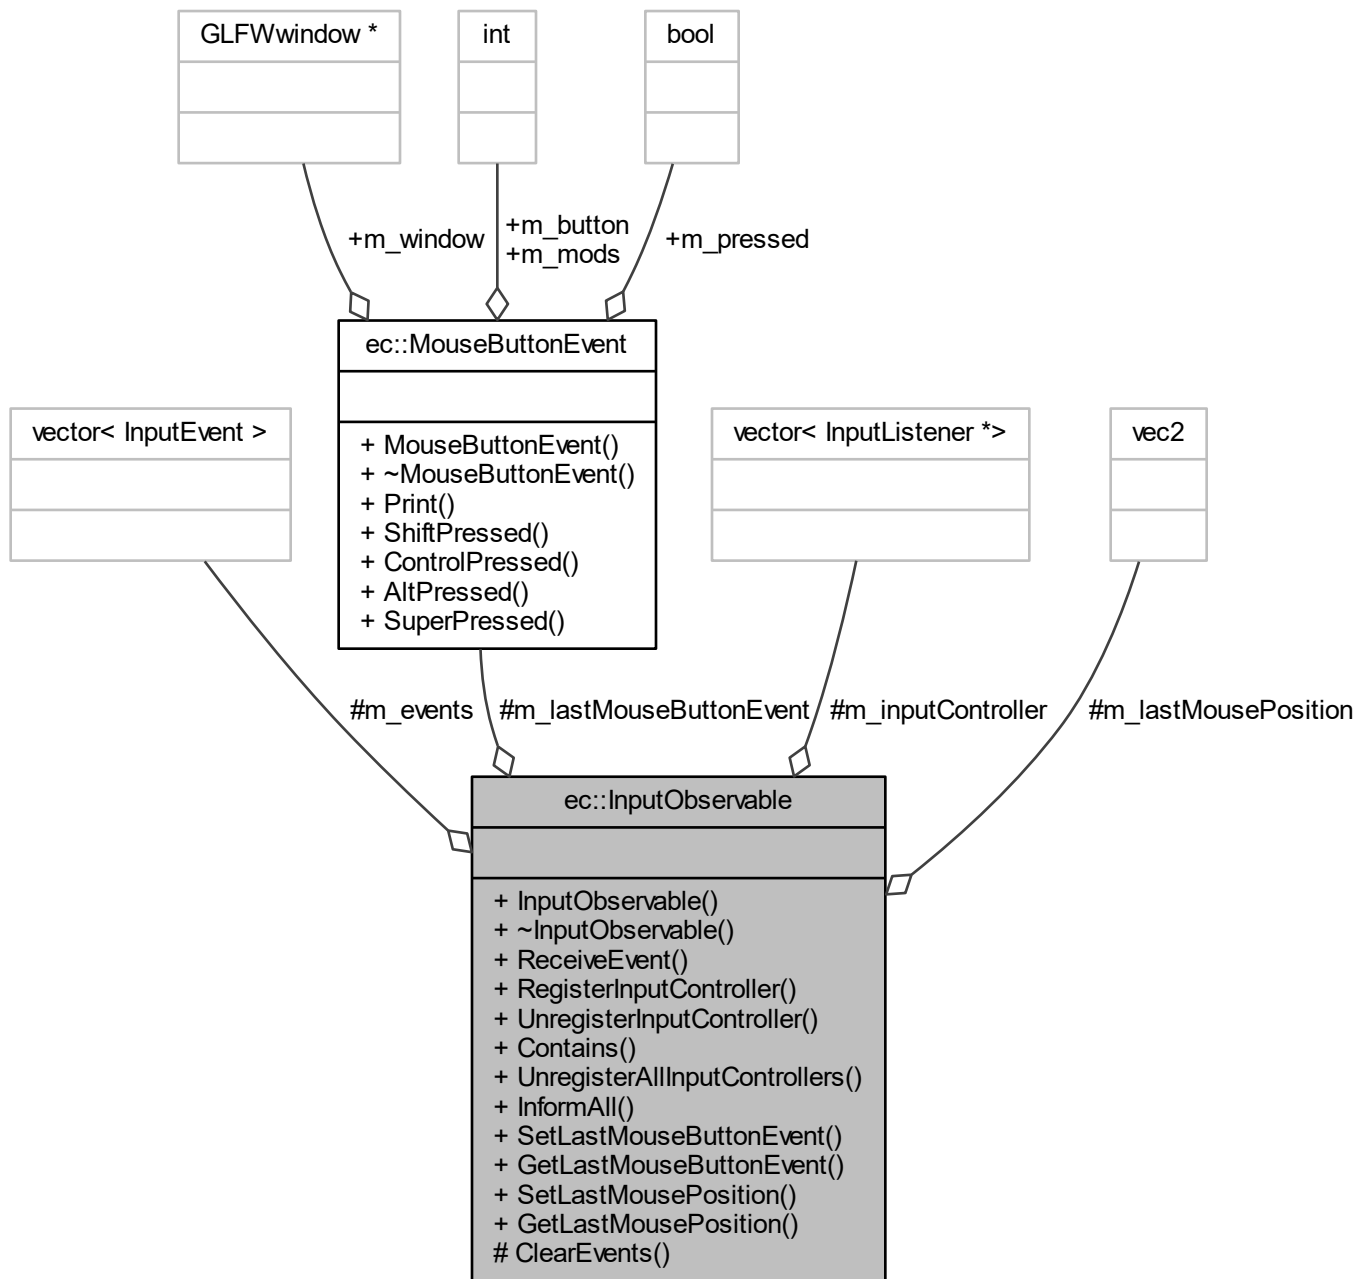 GLFWwindow *
int
bool
+m_window
+m_button
+m_mods
+m_pressed
ec::MouseButtonEvent
+ MouseButtonEvent()
+ ~MouseButtonEvent()
+ Print()
+ ShiftPressed()
+ ControlPressed()
+ AltPressed()
+ SuperPressed()
vector< InputEvent >
vector< InputListener *>
vec2
#m_events
#m_lastMouseButtonEvent
#m_inputController
#m_lastMousePosition
ec::InputObservable
+ InputObservable()
+ ~InputObservable()
+ ReceiveEvent()
+ RegisterInputController()
+ UnregisterInputController()
+ Contains()
+ UnregisterAllInputControllers()
+ InformAll()
+ SetLastMouseButtonEvent()
+ GetLastMouseButtonEvent()
+ SetLastMousePosition()
+ GetLastMousePosition()
# ClearEvents()